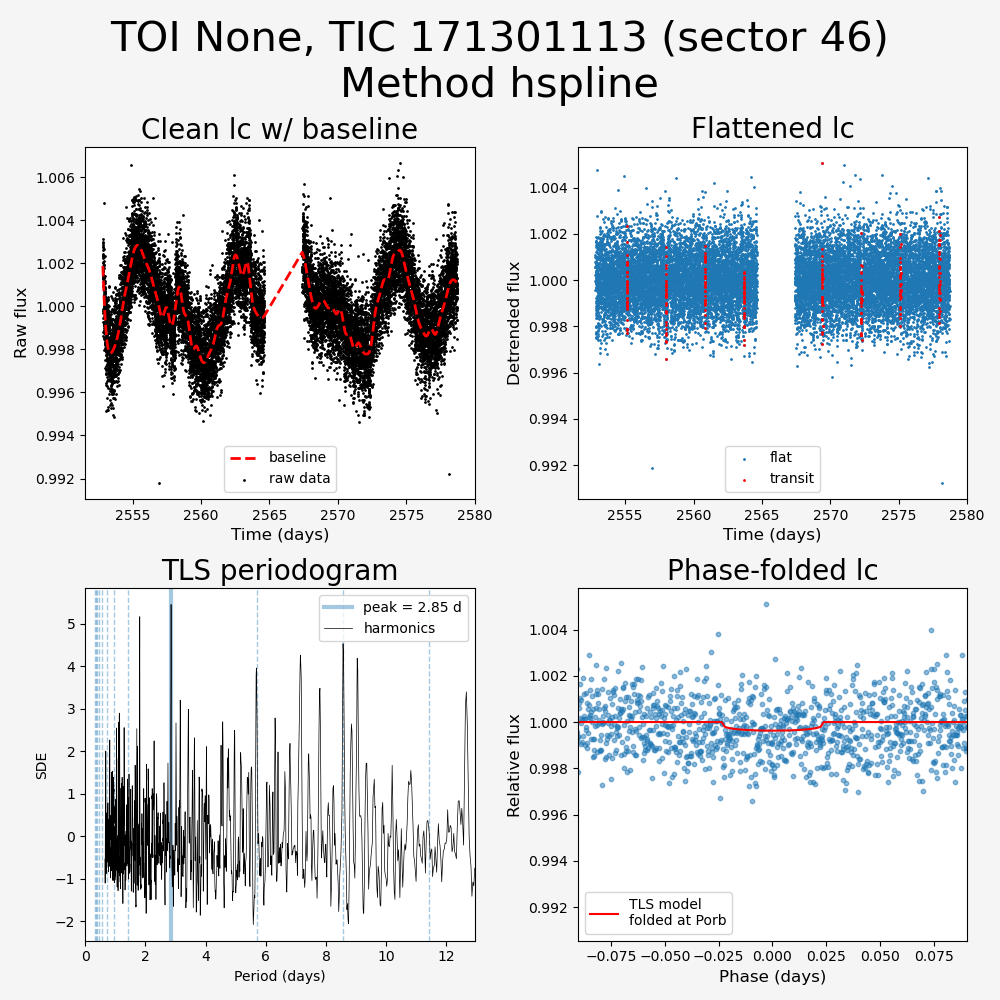 TOI None, TIC 171301113 (sector 46)
Method hspline
Clean lc w/ baseline
Raw flux
1.006
1.004
1.002
1.000
0.998
0.996
0.994
0.992
baseline
raw data
2555
2560
2565
2570
2575
2580
Time (days)
Flattened lc
Detrended flux
1.004
1.002
1.000
0.998
0.996
0.994
0.992
flat
transit
2555
2560
2565
2570
2575
2580
Time (days)
TLS periodogram
SDE
5
4
3
2
1
0
−1
−2
peak = 2.85 d
harmonics
0
2
4
6
8
10
12
Period (days)
Phase-folded lc
Relative flux
1.004
1.002
1.000
0.998
0.996
0.994
0.992
TLS model
folded at Porb
−0.075
−0.050
−0.025
0.000
0.025
0.050
0.075
Phase (days)